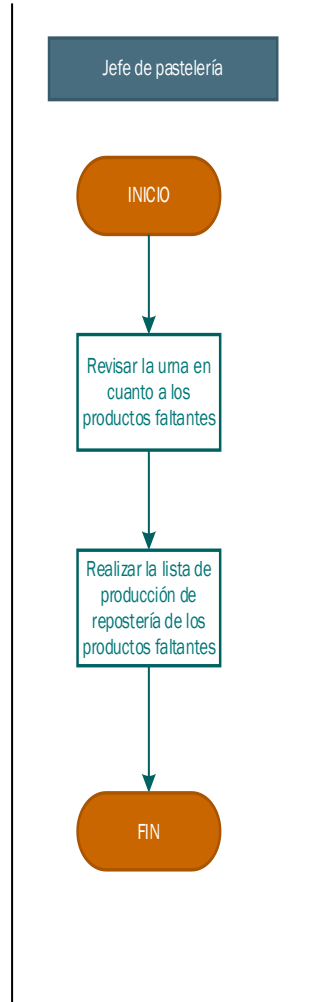 Jefe de pastelería
INICIO
Revisar la urna en
cuanto a los
productos faltantes
Realizar la lista de
producción de
repostería de los
productos faltantes
FIN